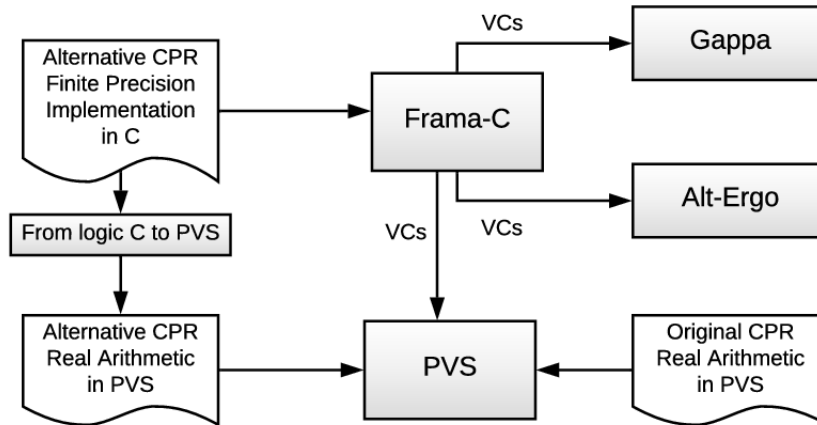 Alternative CPR
Finite Precision
Implementation
in C
Frama-C
VCs
Gappa
VCs
Alt-Ergo
VCs
From logic C to PVS
Alternative CPR
Real Arithmetic
in PVS
PVS
Original CPR
Real Arithmetic
in PVS